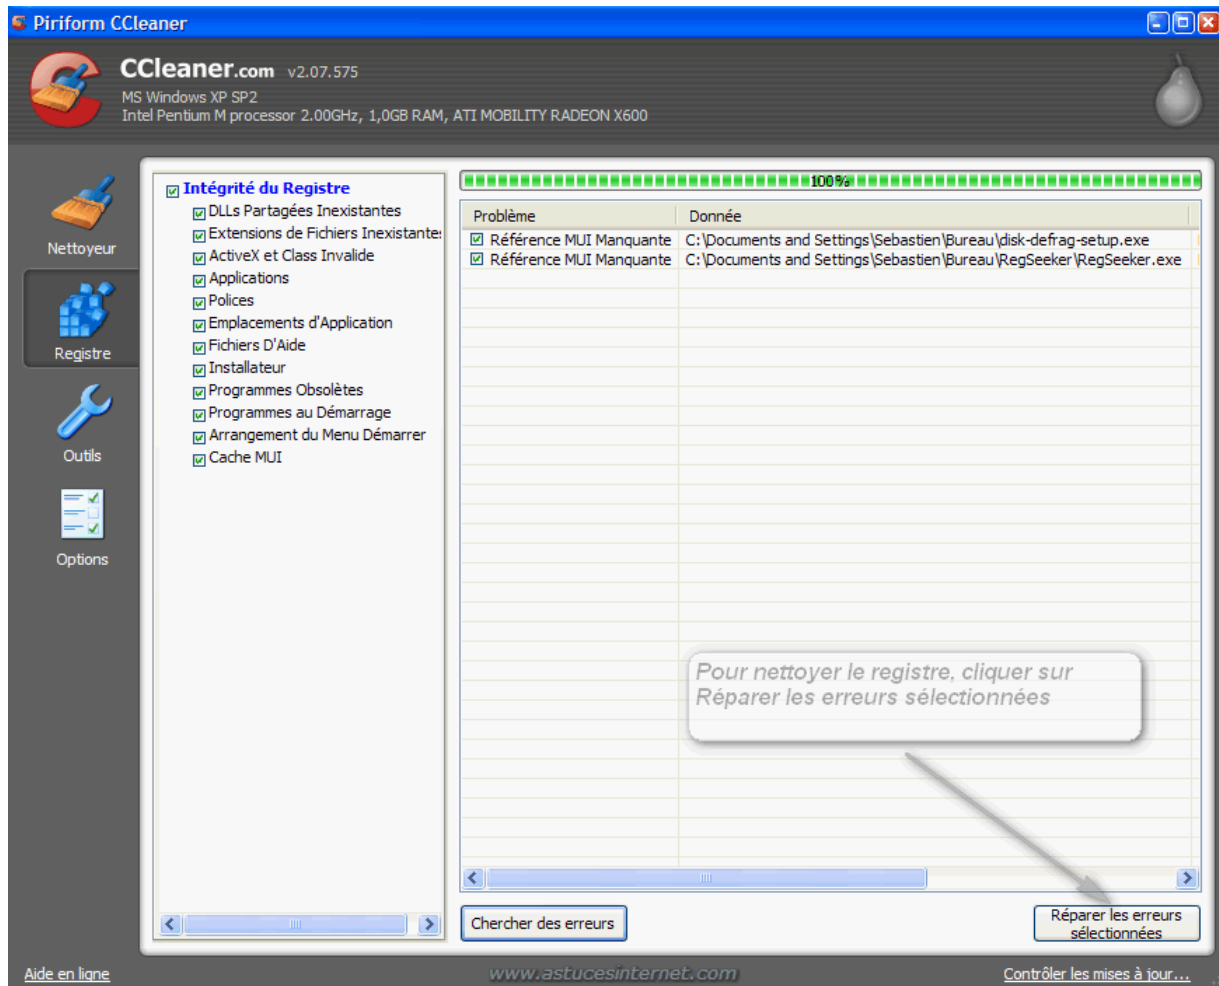 Piriform CCleaner
CCleaner.com v2.07.575
MS Windows XP SP2
Intel Pentium M processor 2.00GHz, 1,0GB RAM, ATI MOBILITY RADEON X600
Nettoyeur
Registre
Outils
Options
Intégrité du Registre
DLLs Partagées Inexistantes
Extensions de Fichiers Inexistantes
ActiveX et Class Invalide
Applications
Polices
Emplacements d'Application
Fichiers D'Aide
Installateur
Programmes Obsolètes
Programmes au Démarrage
Arrangement du Menu Démarrer
Cache MUI
100%
Problème Donnée
Référence MUI Manquante C:\Documents and Settings\Sebastien\Bureau\disk-defrag-setup.exe
Référence MUI Manquante C:\Documents and Settings\Sebastien\Bureau\RegSeeker\RegSeeker.exe
Pour nettoyer le registre, cliquer sur
Réparer les erreurs sélectionnées
Chercher des erreurs
Réparer les erreurs
sélectionnées
Aide en ligne
www.astucesinternet.com
Contrôler les mises à jour...